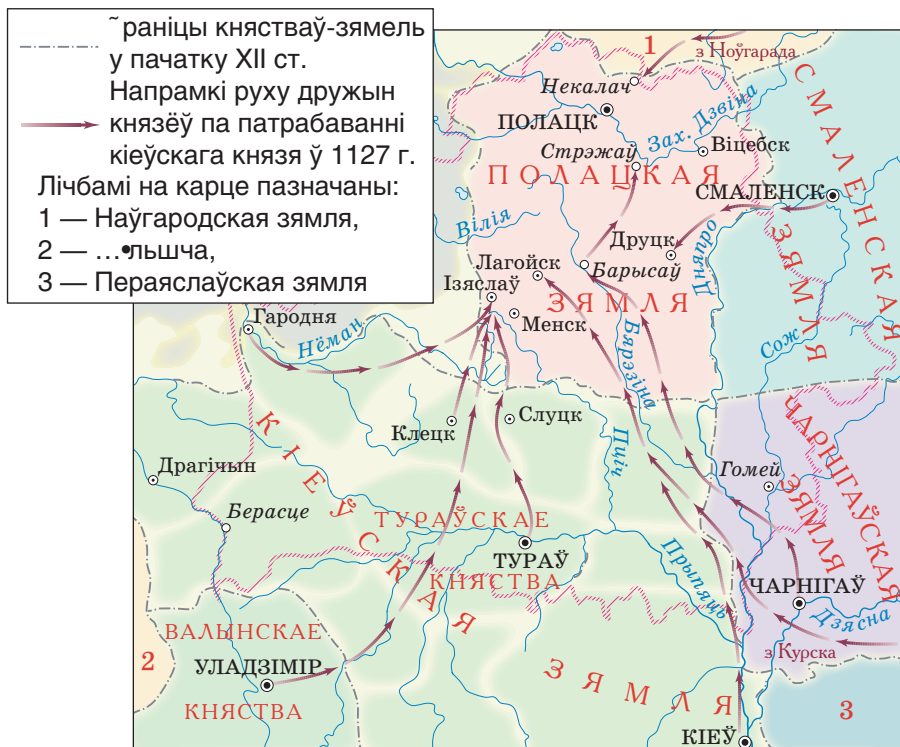 ˜раніцы княстваў-зямель
у пачатку XII ст.
Напрамкі руху дружын
князёў па патрабаванні
кіеўскага князя ў 1127 г.
Лічбамі на карце пазначаны:
1 — Наўгародская зямля,
2 — …•льшча,
3 — Пераяслаўская зямля
1
з Ноўгарада
Некалач
ПОЛАЦК
Зах. Дзвіна
Віцебск
Стрэжаў
ПОЛАЦКАЯ
ЗЯМЛЯ
СМАЛЕНСК
СМАЛЕНСКАЯ
ЗЯМЛЯ
Вілія
Друцк
Дняпро
Лагойск
Барысаў
Ізяслаў
Менск
Гародня
Нёман
Бярэзіна
Сож
Клецк
Слуцк
Пціч
Гомей
ЧАРНІГАЎСКАЯ
ЗЯМЛЯ
Драгічын
Берасце
КІЕЎСКАЯ
ЗЯМЛЯ
ТУРАЎСКАЕ
КНЯСТВА
ТУРАЎ
Прыпяць
ЧАРНІГАЎ
Дзясна
з Курска
ВАЛЫНСКАЕ
КНЯСТВА
УЛАДЗІМІР
2
3
КІЕЎ